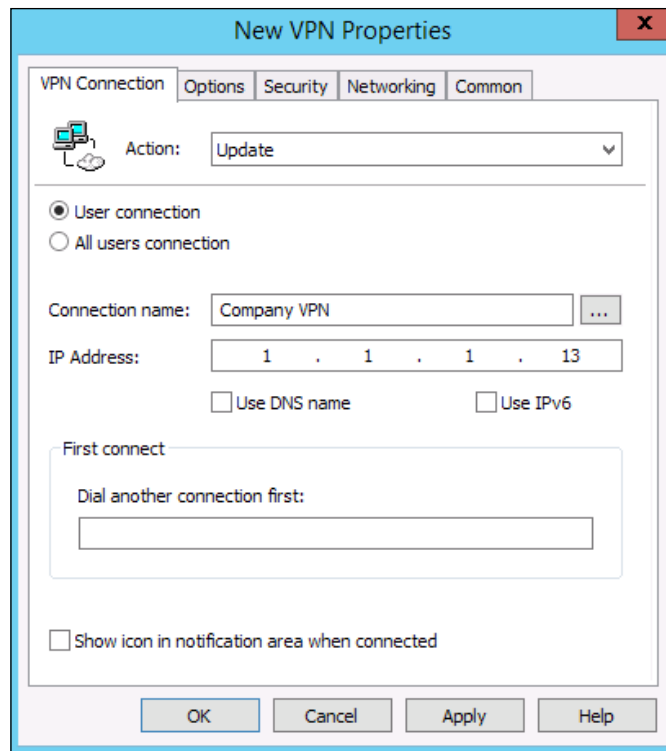 New VPN Properties
x
VPN Connection Options Security Networking Common
Action: Update
User connection
All users connection
Connection name: Company VPN ...
IP Address: 1 . 1 . 1 . 13
Use DNS name Use IPv6
First connect
Dial another connection first:
Show icon in notification area when connected
OK Cancel Apply Help